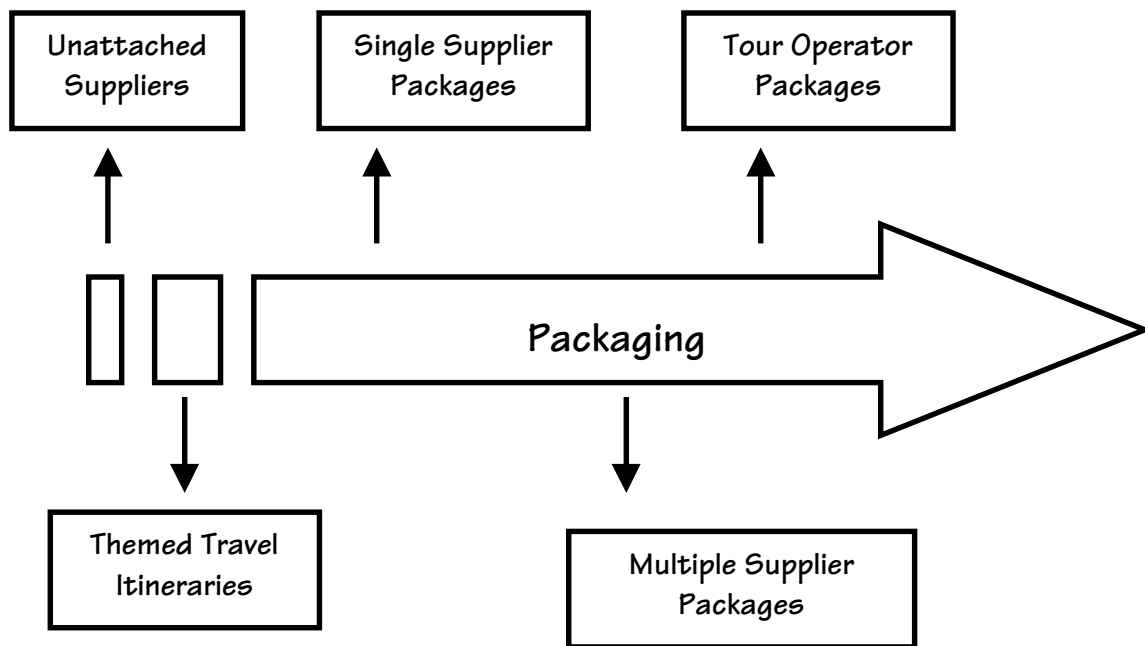 Unattached
Suppliers
Single Supplier
Packages
Tour Operator
Packages
Packaging
Themed Travel
Itineraries
Multiple Supplier
Packages